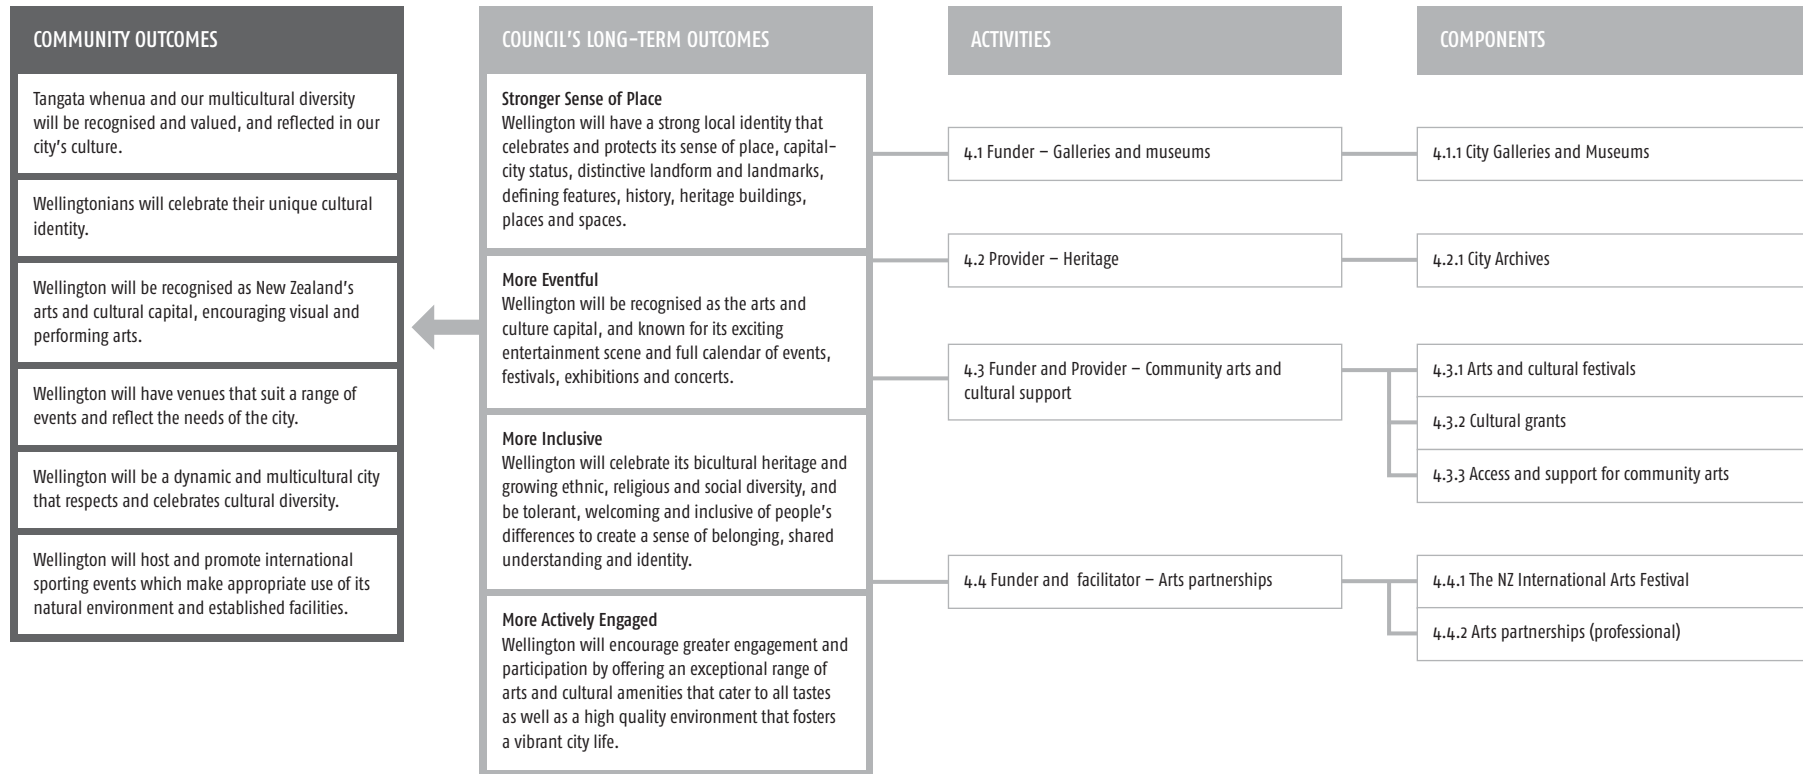 COMMUNITY OUTCOMES
Tangata whenua and our multicultural diversity
will be recognised and valued, and reflected in our
city's culture.
Wellingtonians will celebrate their unique cultural
identity.
Wellington will be recognised as New Zealand's
arts and cultural capital, encouraging visual and
performing arts.
Wellington will have venues that suit a range of
events and reflect the needs of the city.
Wellington will be a dynamic and multicultural city
that respects and celebrates cultural diversity.
Wellington will host and promote international
sporting events which make appropriate use of its
natural environment and established facilities.
COUNCIL'S LONG-TERM OUTCOMES
Stronger Sense of Place
Wellington will have a strong local identity that
celebrates and protects its sense of place, capital-
city status, distinctive landform and landmarks,
defining features, history, heritage buildings,
places and spaces.
More Eventful
Wellington will be recognised as the arts and
culture capital, and known for its exciting
entertainment scene and full calendar of events,
festivals, exhibitions and concerts.
More Inclusive
Wellington will celebrate its bicultural heritage and
growing ethnic, religious and social diversity, and
be tolerant, welcoming and inclusive of people's
differences to create a sense of belonging, shared
understanding and identity.
More Actively Engaged
Wellington will encourage greater engagement and
participation by offering an exceptional range of
arts and cultural amenities that cater to all tastes
as well as a high quality environment that fosters
a vibrant city life.
ACTIVITIES
4.1 Funder – Galleries and museums
4.2 Provider – Heritage
4.3 Funder and Provider – Community arts and
cultural support
4.4 Funder and facilitator – Arts partnerships
COMPONENTS
4.1.1 City Galleries and Museums
4.2.1 City Archives
4.3.1 Arts and cultural festivals
4.3.2 Cultural grants
4.3.3 Access and support for community arts
4.4.1 The NZ International Arts Festival
4.4.2 Arts partnerships (professional)